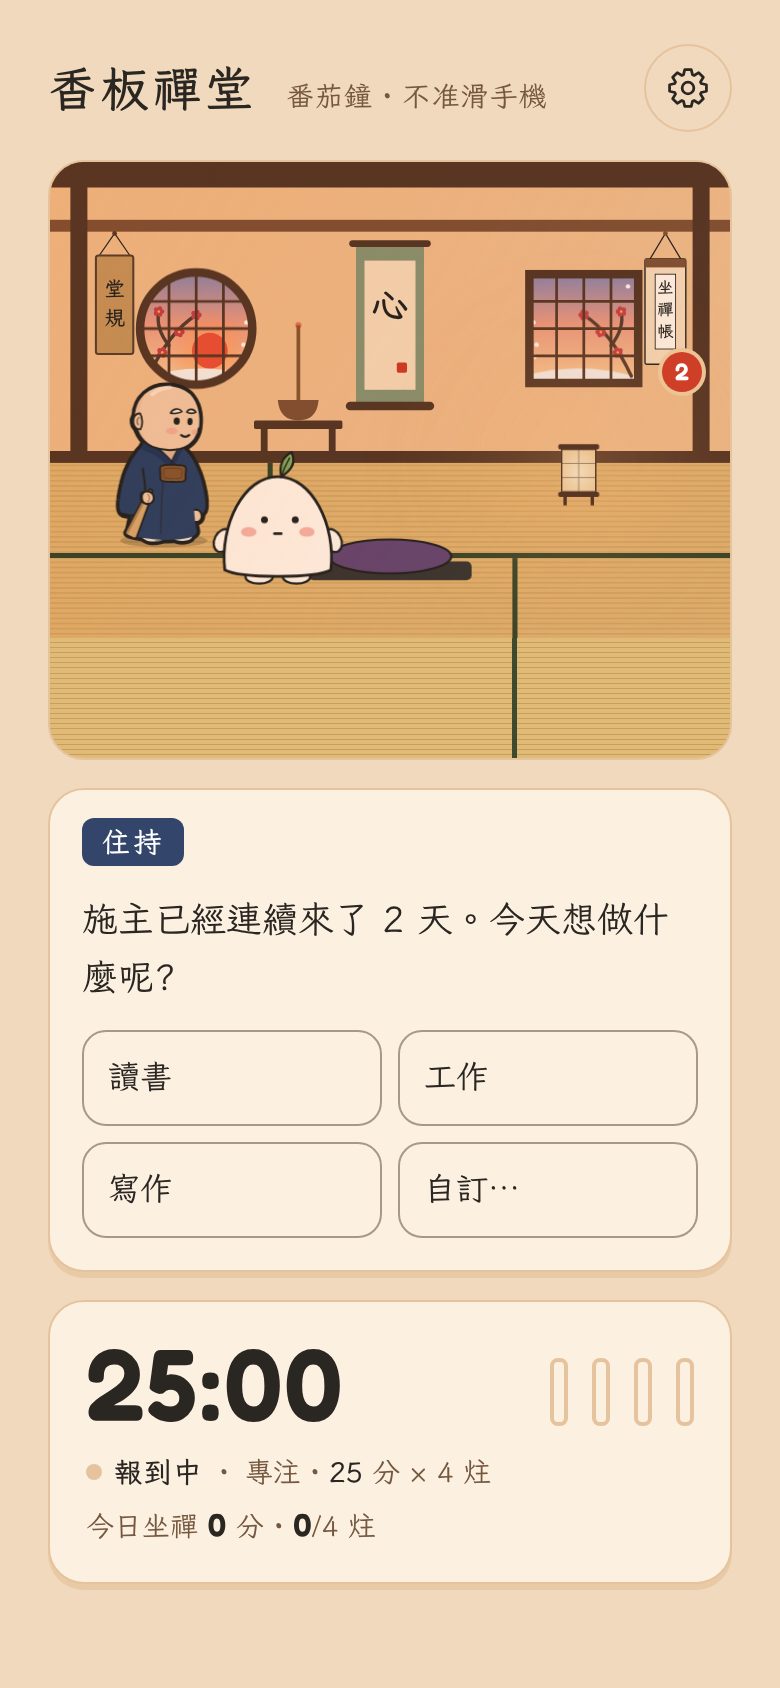 香板禪堂 番茄鐘・不准滑手機
堂規
心
坐禪帳
2
住持
施主已經連續來了 2 天。今天想做什
麼呢?
讀書
工作
寫作
自訂…
25:00
報到中 · 專注・25 分 × 4 炷
今日坐禪 0 分・0/4 炷